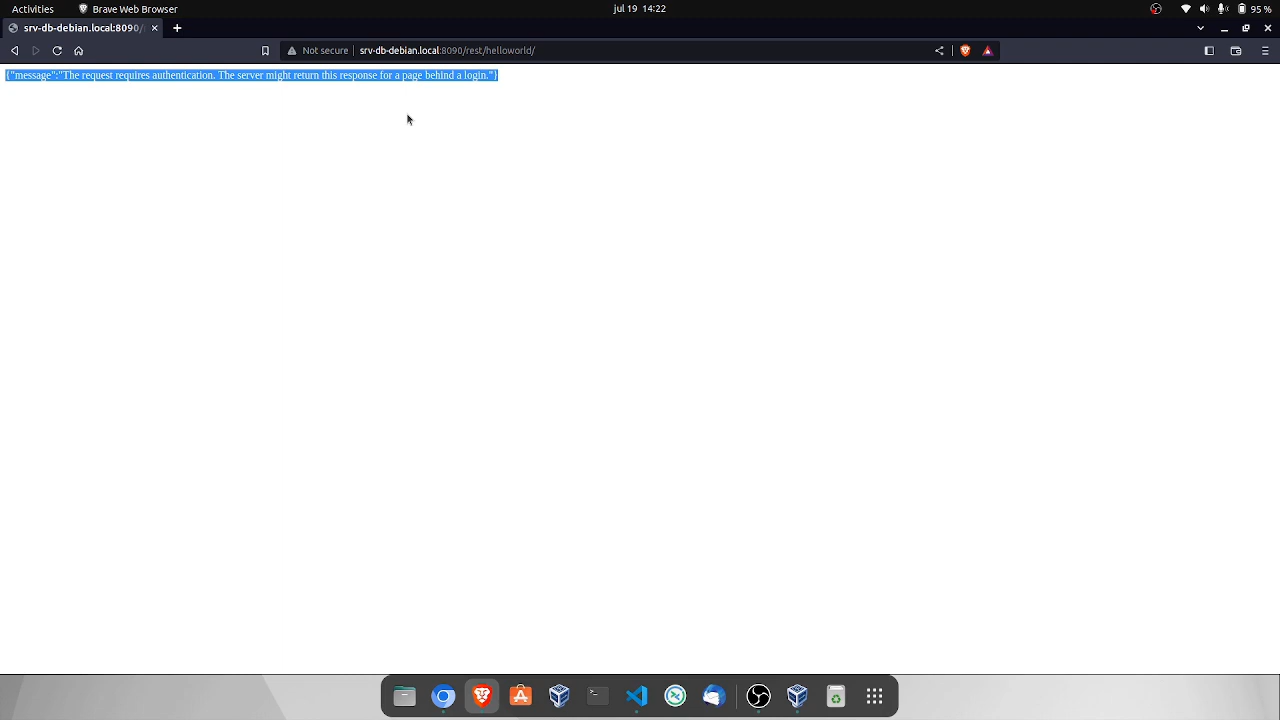 Activities
Brave Web Browser
jul 19 14:22
95 %
srv-db-debian.local:8090/
Not secure
srv-db-debian.local:8090/rest/helloworld/
{"message":"The request requires authentication. The server might return this response for a page behind a login."}